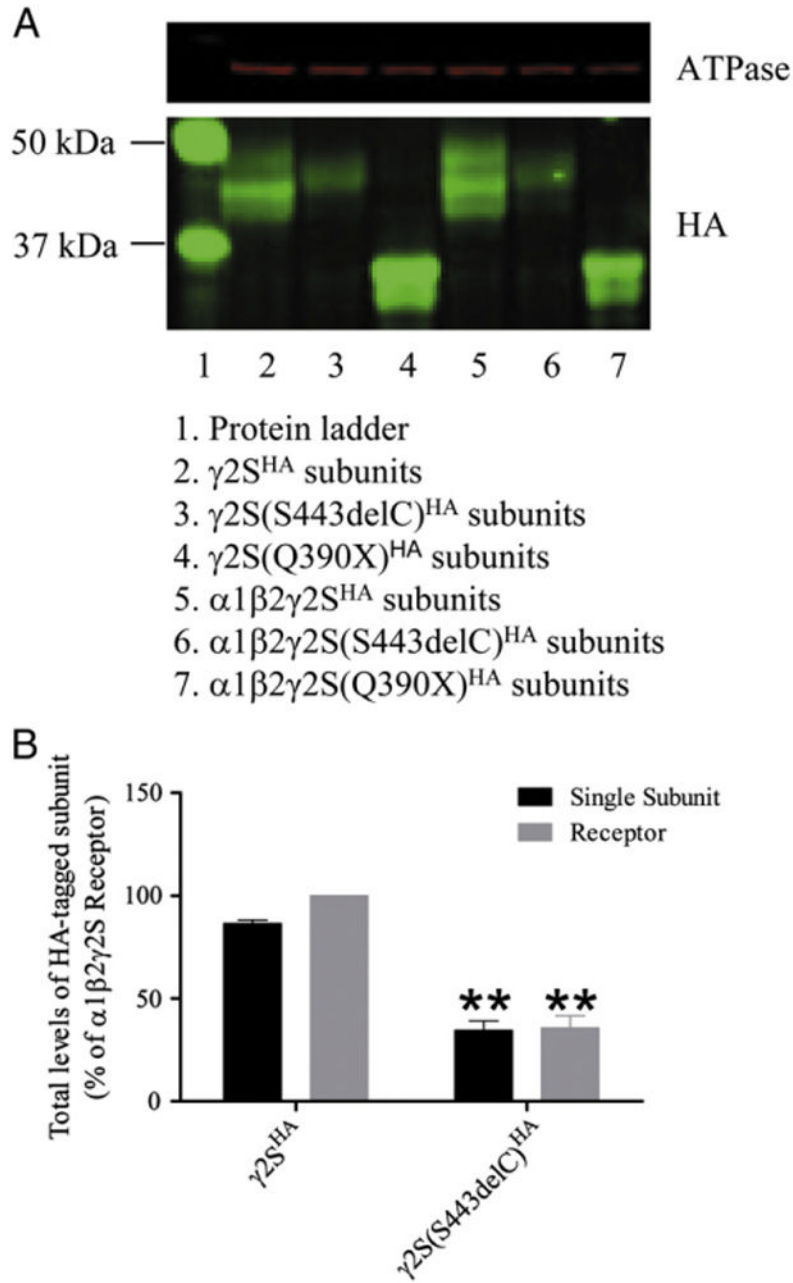 A
ATPase
50 kDa
37 kDa
HA
1 2 3 4 5 6 7
1. Protein ladder
2. γ2S^HA subunits
3. γ2S(S443delC)^HA subunits
4. γ2S(Q390X)^HA subunits
5. α1β2γ2S^HA subunits
6. α1β2γ2S(S443delC)^HA subunits
7. α1β2γ2S(Q390X)^HA subunits
B
Total levels of HA-tagged subunit
(% of α1β2γ2S Receptor)
150
100
50
0
Single Subunit
Receptor
** **
γ2S^HA
γ2S(S443delC)^HA